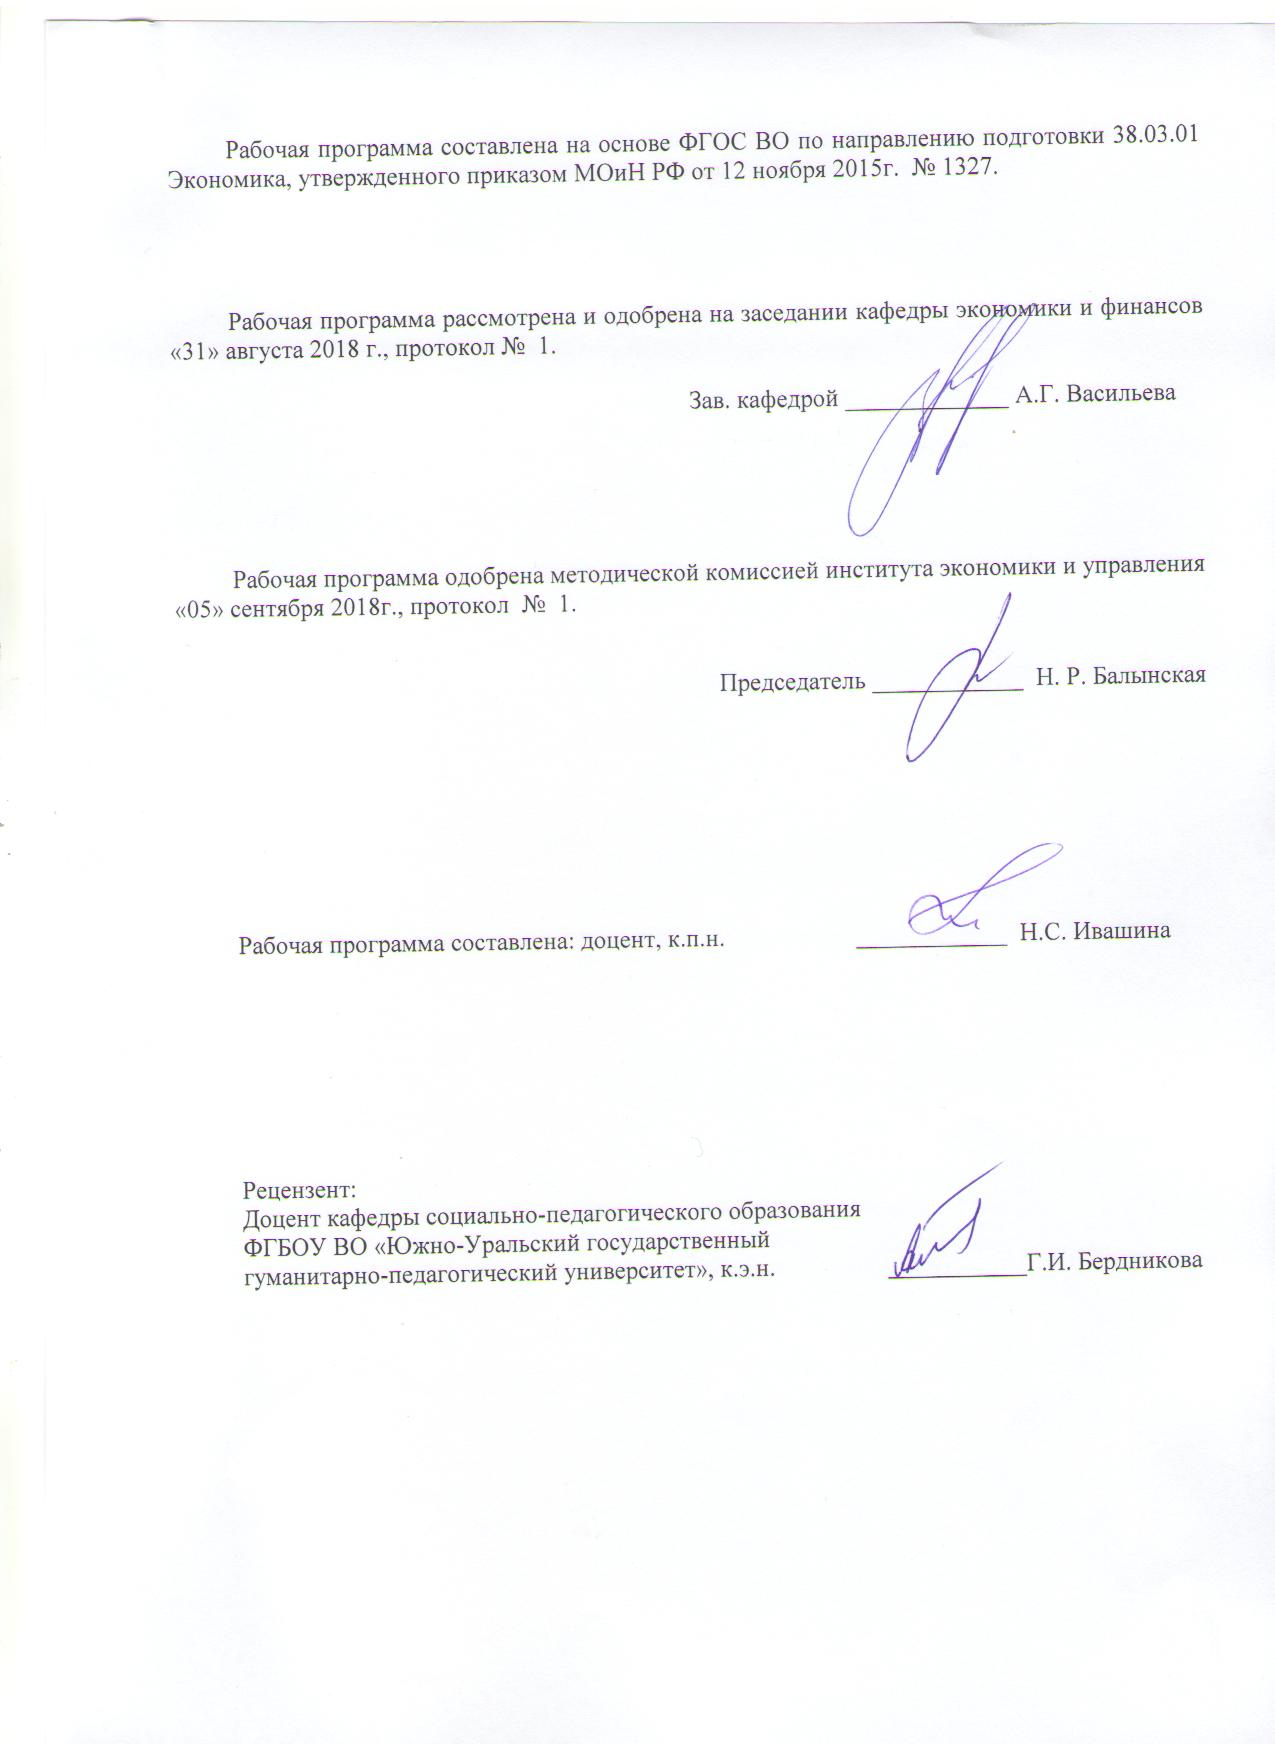 Рабочая программа составлена на основе ФГОС ВО по направлению подготовки 38.03.01
Экономика, утвержденного приказом МОиН РФ от 12 ноября 2015г. № 1327.
Рабочая программа рассмотрена и одобрена на заседании кафедры экономики и финансов
«31» августа 2018 г., протокол № 1.
Зав. кафедрой _____________ А.Г. Васильева
Рабочая программа одобрена методической комиссией института экономики и управления
«05» сентября 2018г., протокол № 1.
Председатель ____________ Н. Р. Балынская
Рабочая программа составлена: доцент, к.п.н. ____________ Н.С. Ивашина
Рецензент:
Доцент кафедры социально-педагогического образования
ФГБОУ ВО «Южно-Уральский государственный
гуманитарно-педагогический университет», к.э.н. ___________Г.И. Бердникова